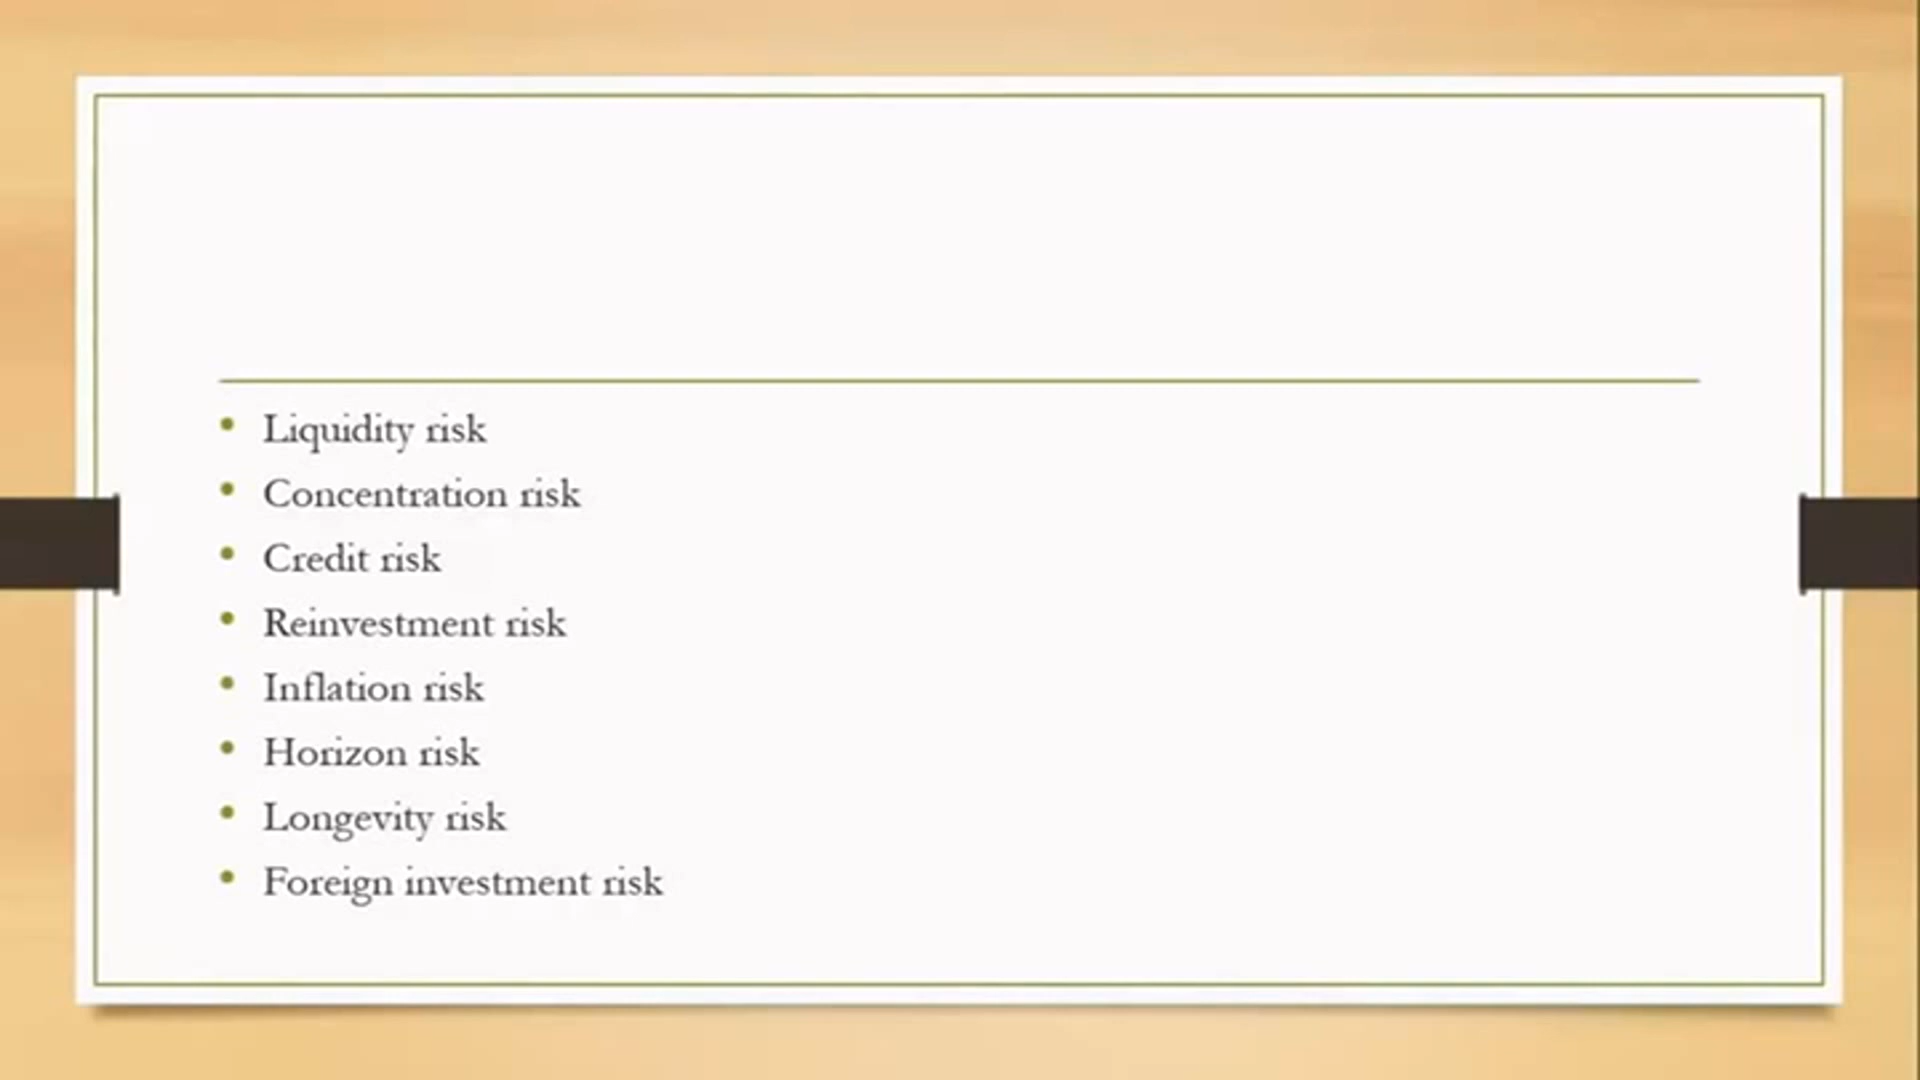 • Liquidity risk
• Concentration risk
• Credit risk
• Reinvestment risk
• Inflation risk
• Horizon risk
• Longevity risk
• Foreign investment risk